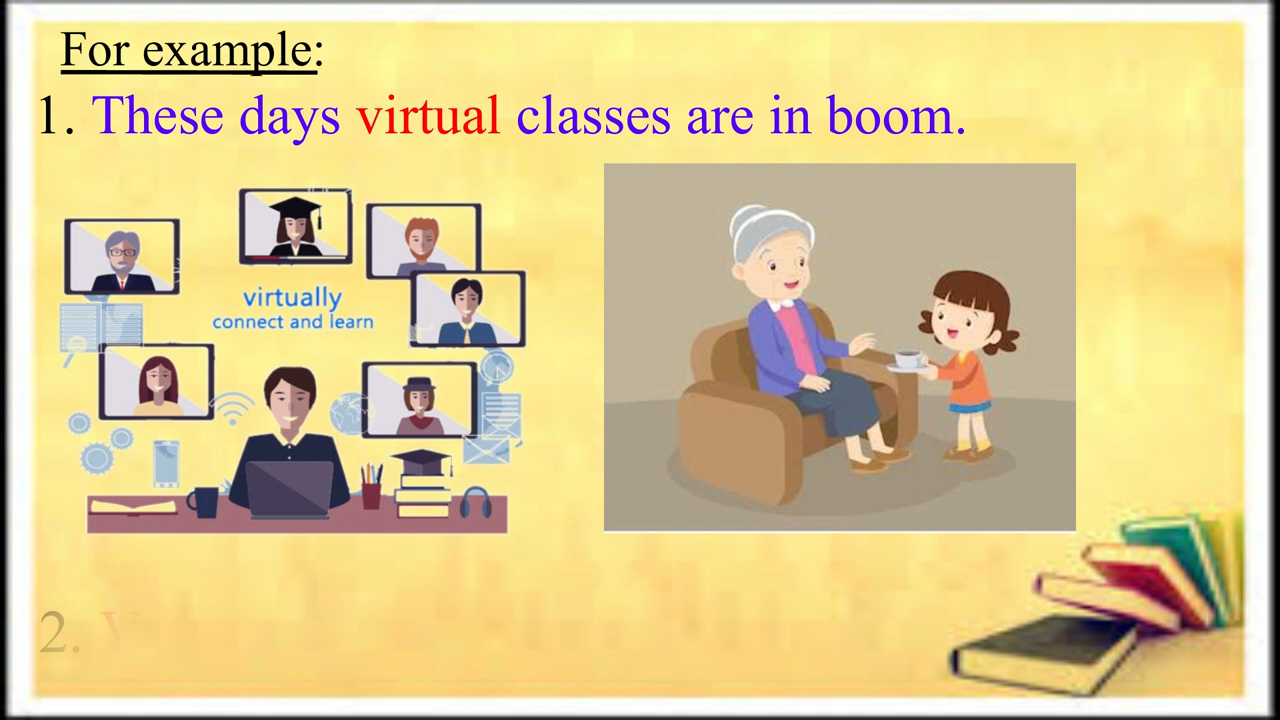 For example:
1. These days virtual classes are in boom.
virtually
connect and learn
2. V